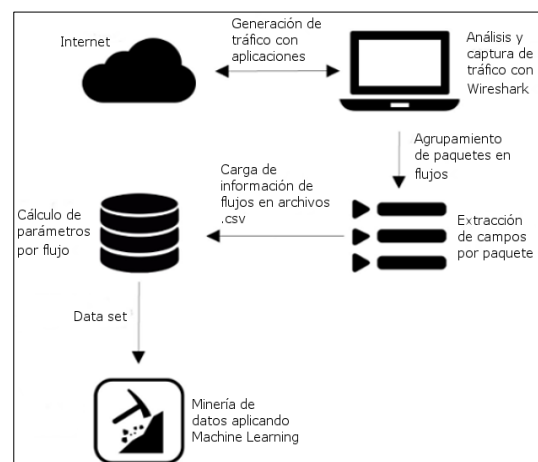 Internet
Generación de
tráfico con
aplicaciones
Análisis y
captura de
tráfico con
Wireshark
Agrupamiento
de paquetes en
flujos
Carga de
información de
flujos en archivos
.csv
Cálculo de
parámetros
por flujo
Extracción
de campos
por paquete
Data set
Minería de
datos aplicando
Machine Learning